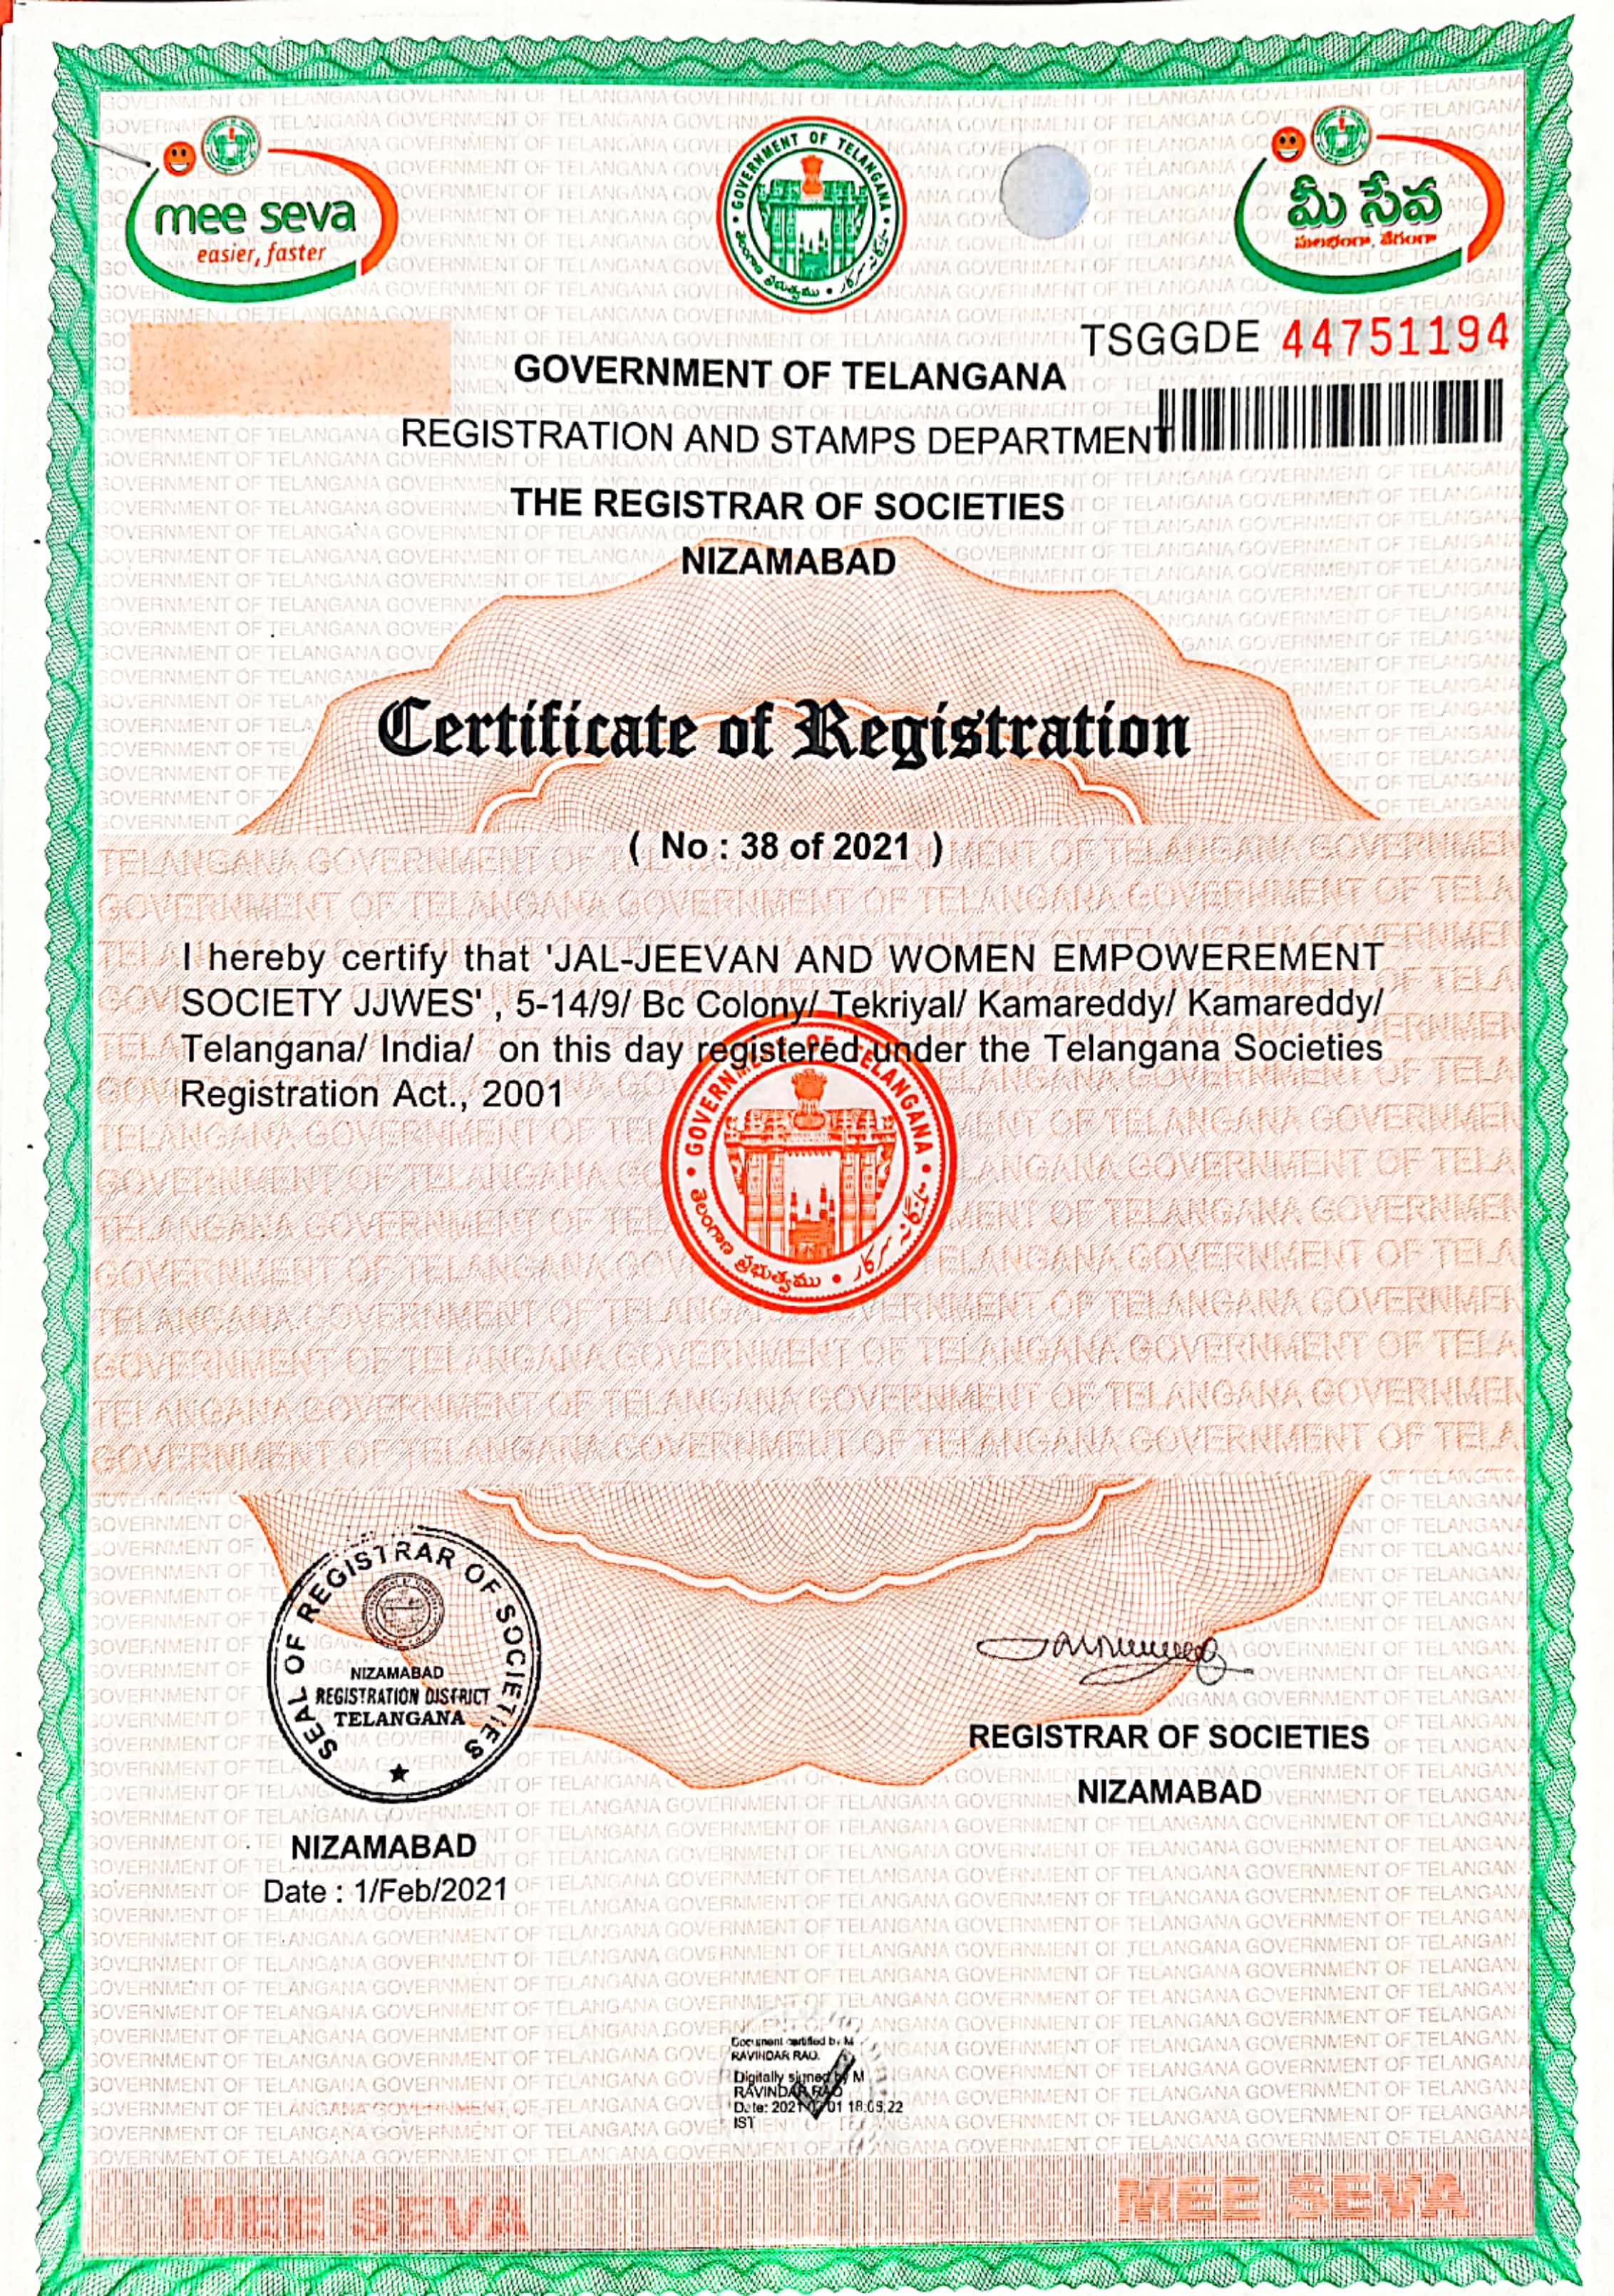 mee seva
easier, faster
GOVERNMENT OF TELANGANA
తెలంగాణ ప్రభుత్వము
మీ సేవ
TSGGDE 44751194
GOVERNMENT OF TELANGANA
REGISTRATION AND STAMPS DEPARTMENT
THE REGISTRAR OF SOCIETIES
NIZAMABAD
Certificate of Registration
( No : 38 of 2021 )
I hereby certify that 'JAL-JEEVAN AND WOMEN EMPOWEREMENT
SOCIETY JJWES' , 5-14/9/ Bc Colony/ Tekriyal/ Kamareddy/ Kamareddy/
Telangana/ India/ on this day registered under the Telangana Societies
Registration Act., 2001
GOVERNMENT OF TELANGANA
తెలంగాణ ప్రభుత్వము
SEAL OF REGISTRAR OF SOCIETIES
NIZAMABAD
REGISTRATION DISTRICT
TELANGANA
REGISTRAR OF SOCIETIES
NIZAMABAD
NIZAMABAD
Date : 1/Feb/2021
Document certified by M
RAVINDAR RAO.
Digitally signed by M
RAVINDAR RAO
Date: 2021 01 18:05:22
IST
MEE SEVA
MEE SEVA